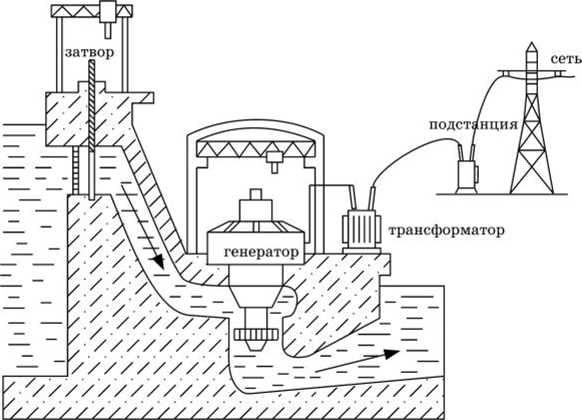 затвор
сеть
подстанция
трансформатор
генератор